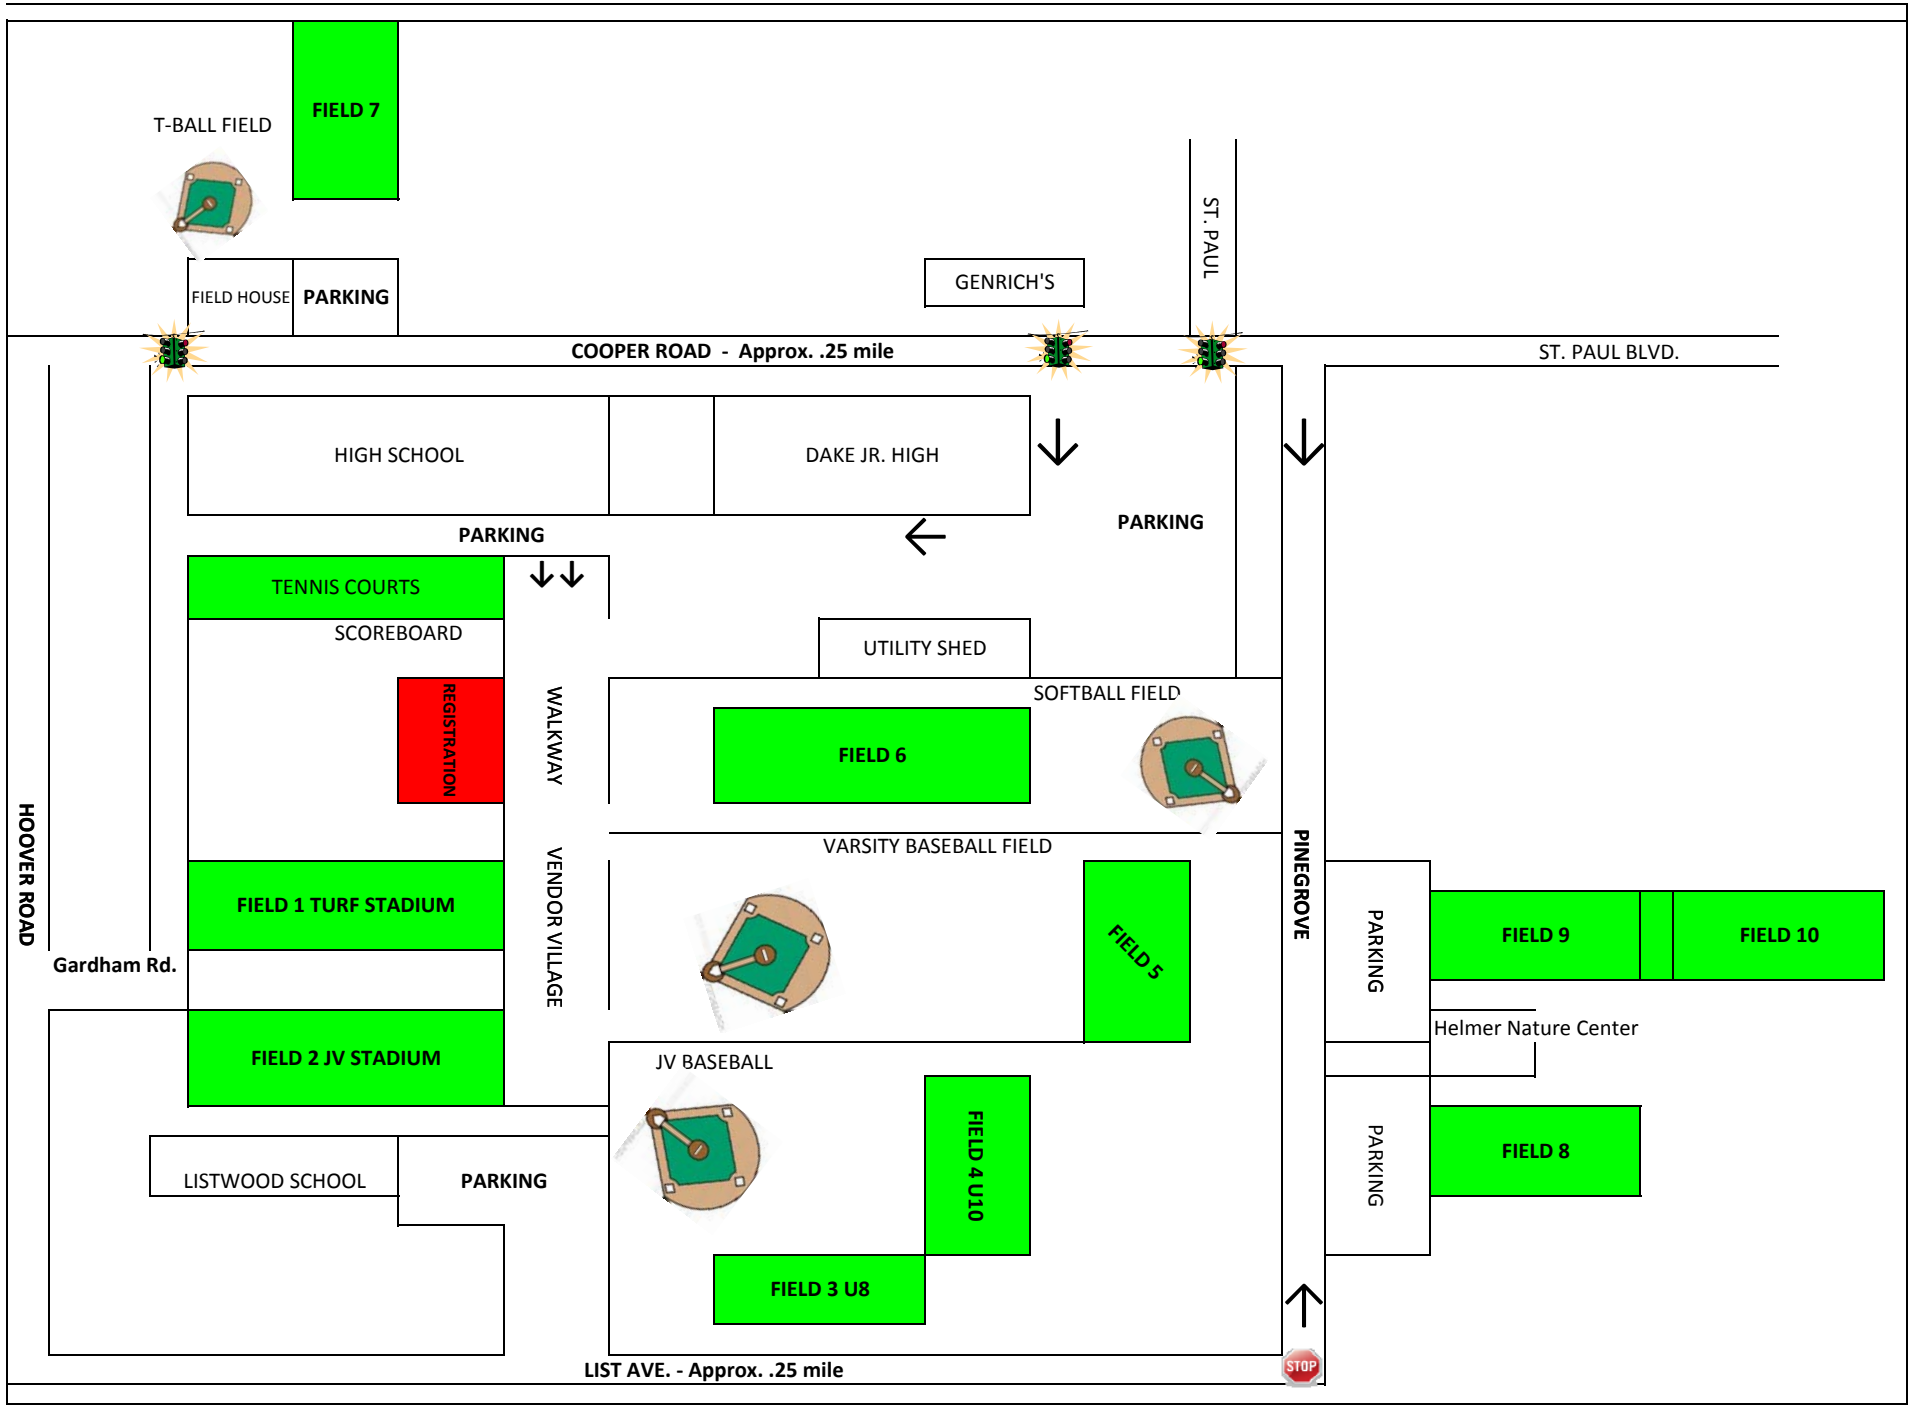 FIELD 7
T-BALL FIELD
ST. PAUL
GENRICH'S
FIELD HOUSE
PARKING
COOPER ROAD - Approx. .25 mile
ST. PAUL BLVD.
HIGH SCHOOL
DAKE JR. HIGH
PARKING
PARKING
TENNIS COURTS
SCOREBOARD
UTILITY SHED
REGISTRATION
WALKWAY
SOFTBALL FIELD
FIELD 6
HOOVER ROAD
VARSITY BASEBALL FIELD
PINEGROVE
FIELD 1 TURF STADIUM
VENDOR VILLAGE
FIELD 5
PARKING
FIELD 9
FIELD 10
Gardham Rd.
Helmer Nature Center
FIELD 2 JV STADIUM
JV BASEBALL
FIELD 4 U10
PARKING
FIELD 8
LISTWOOD SCHOOL
PARKING
FIELD 3 U8
LIST AVE. - Approx. .25 mile
STOP